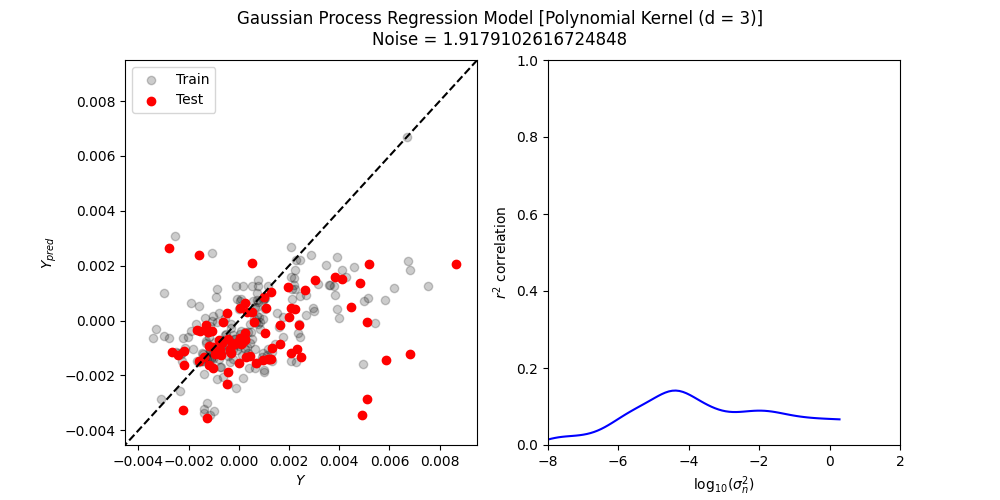 Gaussian Process Regression Model [Polynomial Kernel (d = 3)]
Noise = 1.9179102616724848
Train
Test
0.008
0.006
0.004
0.002
0.000
−0.002
−0.004
Y_pred
−0.004 −0.002 0.000 0.002 0.004 0.006 0.008
Y
1.0
0.8
0.6
0.4
0.2
0.0
r² correlation
−8 −6 −4 −2 0 2
log₁₀(σₙ²)